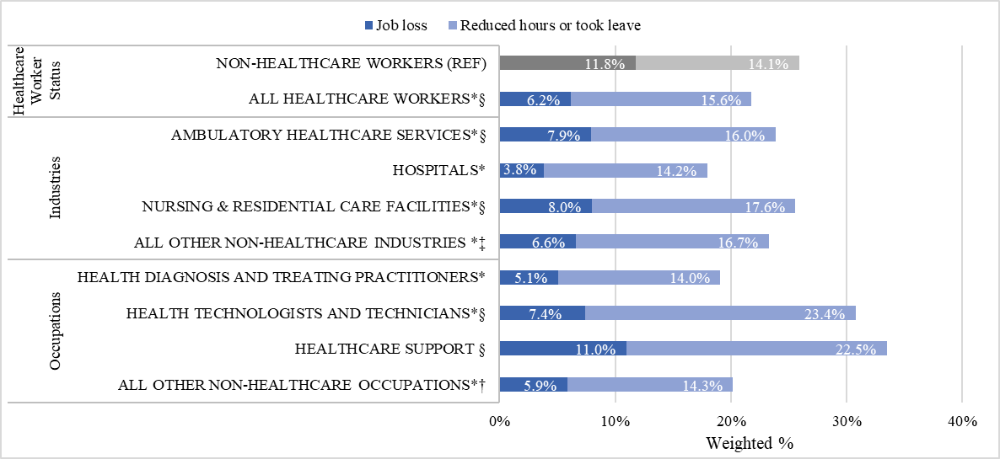 Job loss
Reduced hours or took leave
Healthcare
Worker
Status
NON-HEALTHCARE WORKERS (REF)
11.8%
14.1%
ALL HEALTHCARE WORKERS*§
6.2%
15.6%
Industries
AMBULATORY HEALTHCARE SERVICES*§
7.9%
16.0%
HOSPITALS*
3.8%
14.2%
NURSING & RESIDENTIAL CARE FACILITIES*§
8.0%
17.6%
ALL OTHER NON-HEALTHCARE INDUSTRIES *‡
6.6%
16.7%
Occupations
HEALTH DIAGNOSIS AND TREATING PRACTITIONERS*
5.1%
14.0%
HEALTH TECHNOLOGISTS AND TECHNICIANS*§
7.4%
23.4%
HEALTHCARE SUPPORT §
11.0%
22.5%
ALL OTHER NON-HEALTHCARE OCCUPATIONS*†
5.9%
14.3%
0%
10%
20%
30%
40%
Weighted %